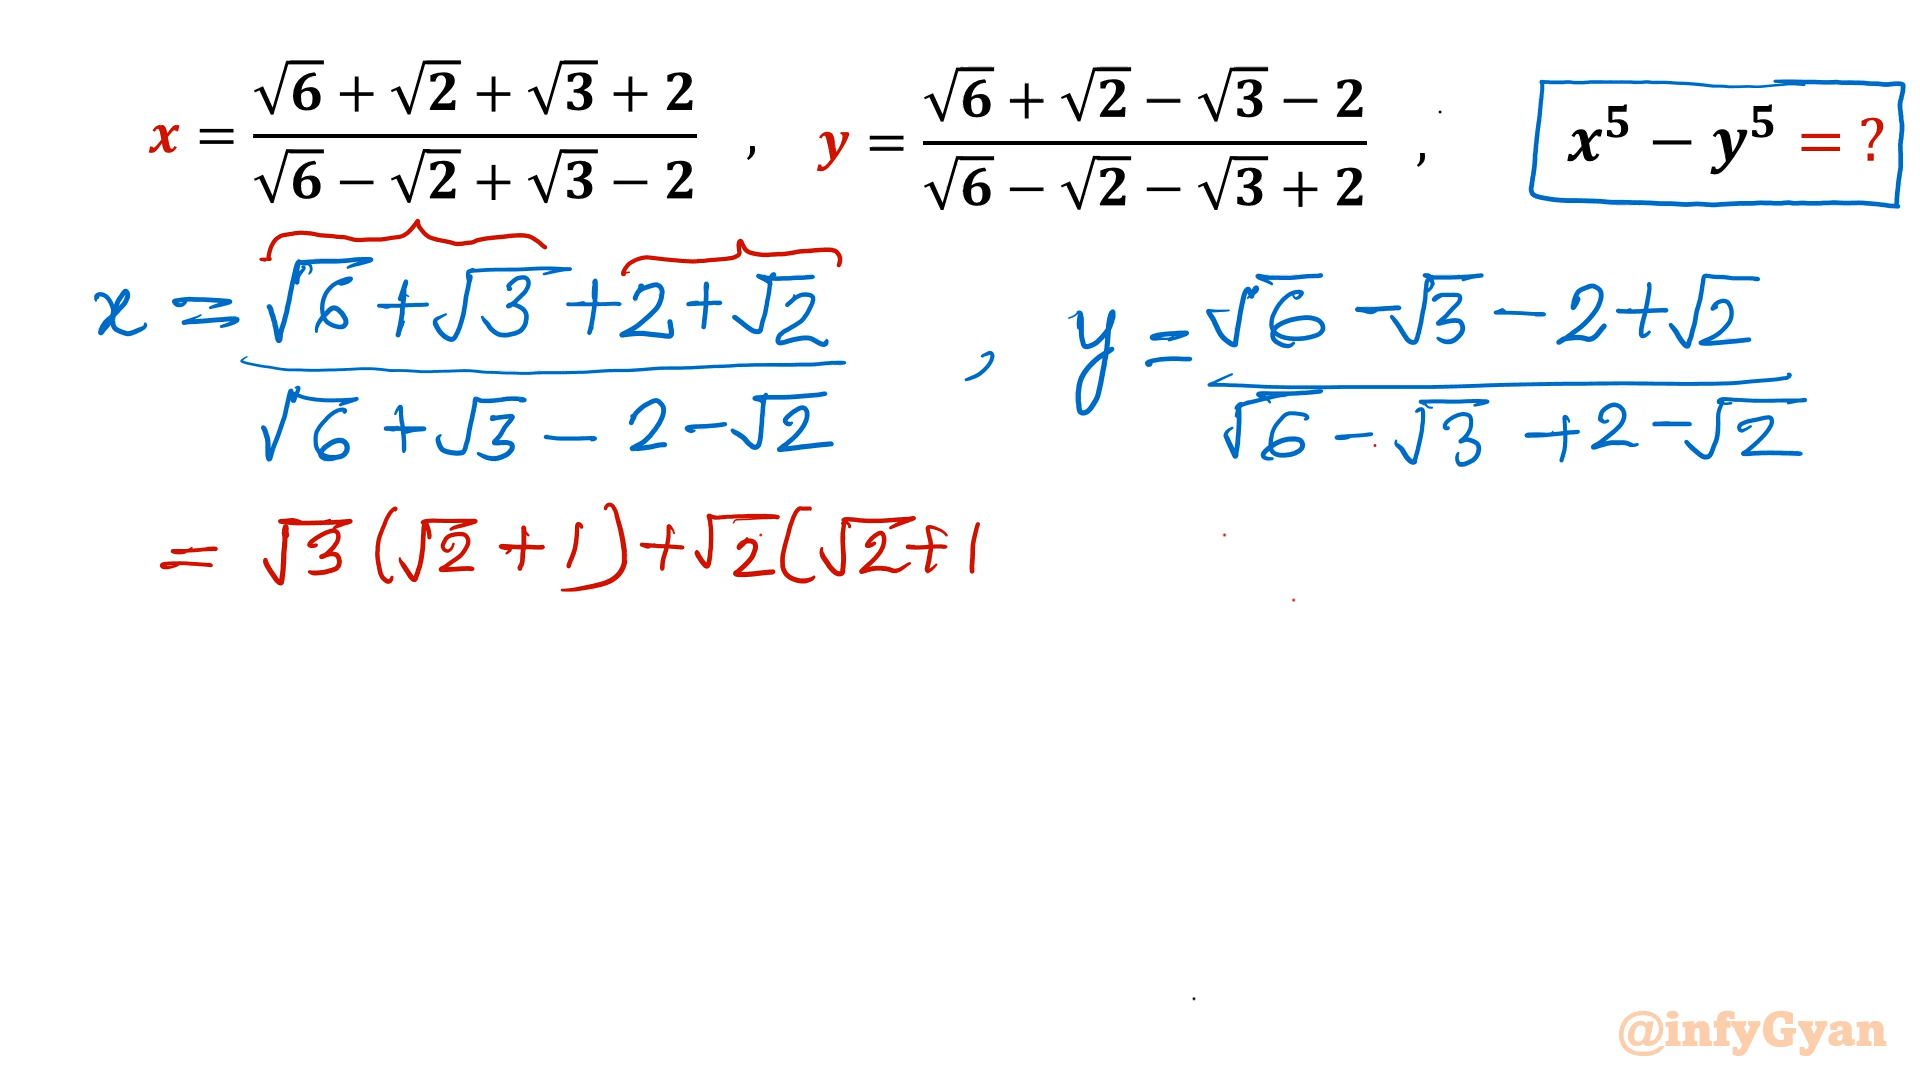 x = (√6 + √2 + √3 + 2)/(√6 − √2 + √3 − 2) , y = (√6 + √2 − √3 − 2)/(√6 − √2 − √3 + 2) , x⁵ − y⁵ = ?
x = (√6 + √3 + 2 + √2)/(√6 + √3 − 2 − √2) , y = (√6 − √3 − 2 + √2)/(√6 − √3 + 2 − √2)
= √3 (√2 + 1) + √2 (√2 + 1
@infyGyan